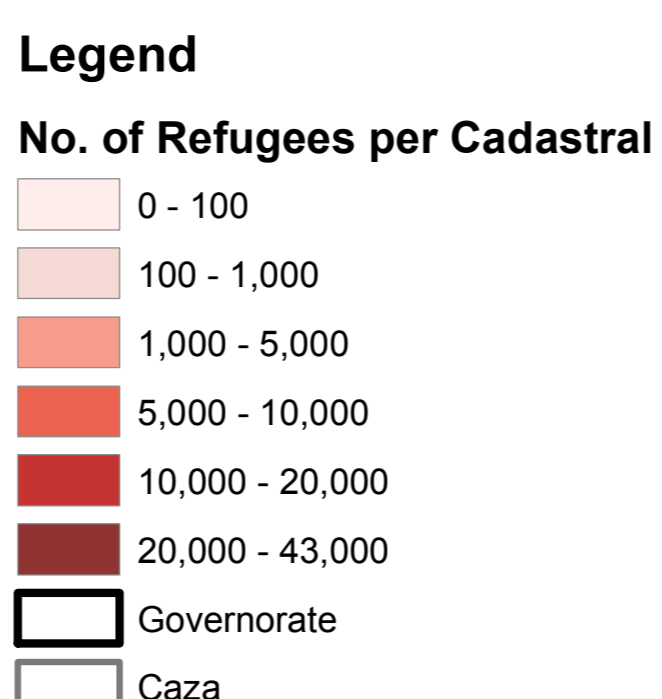 Legend
No. of Refugees per Cadastral
0 - 100
100 - 1,000
1,000 - 5,000
5,000 - 10,000
10,000 - 20,000
20,000 - 43,000
Governorate
Caza